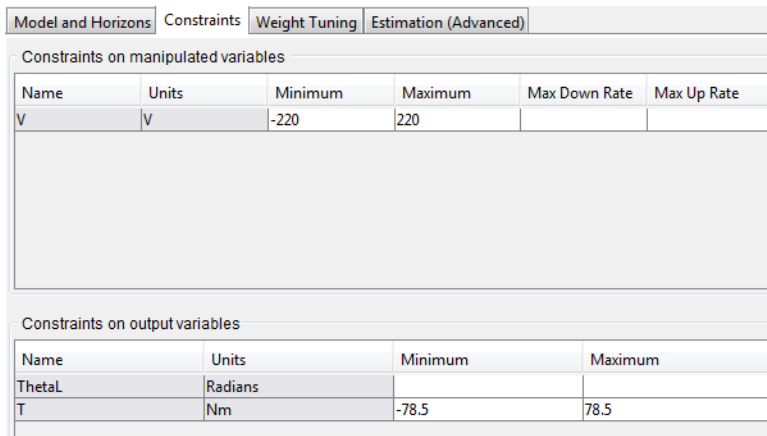 Model and Horizons Constraints Weight Tuning Estimation (Advanced)
Constraints on manipulated variables
Name Units Minimum Maximum Max Down Rate Max Up Rate
V V -220 220
Constraints on output variables
Name Units Minimum Maximum
ThetaL Radians
T Nm -78.5 78.5